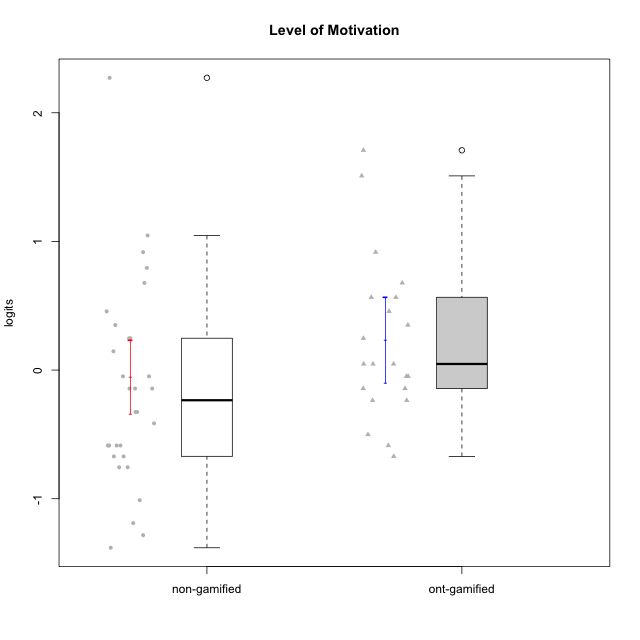 Level of Motivation
logits
2
1
0
-1
non-gamified
ont-gamified